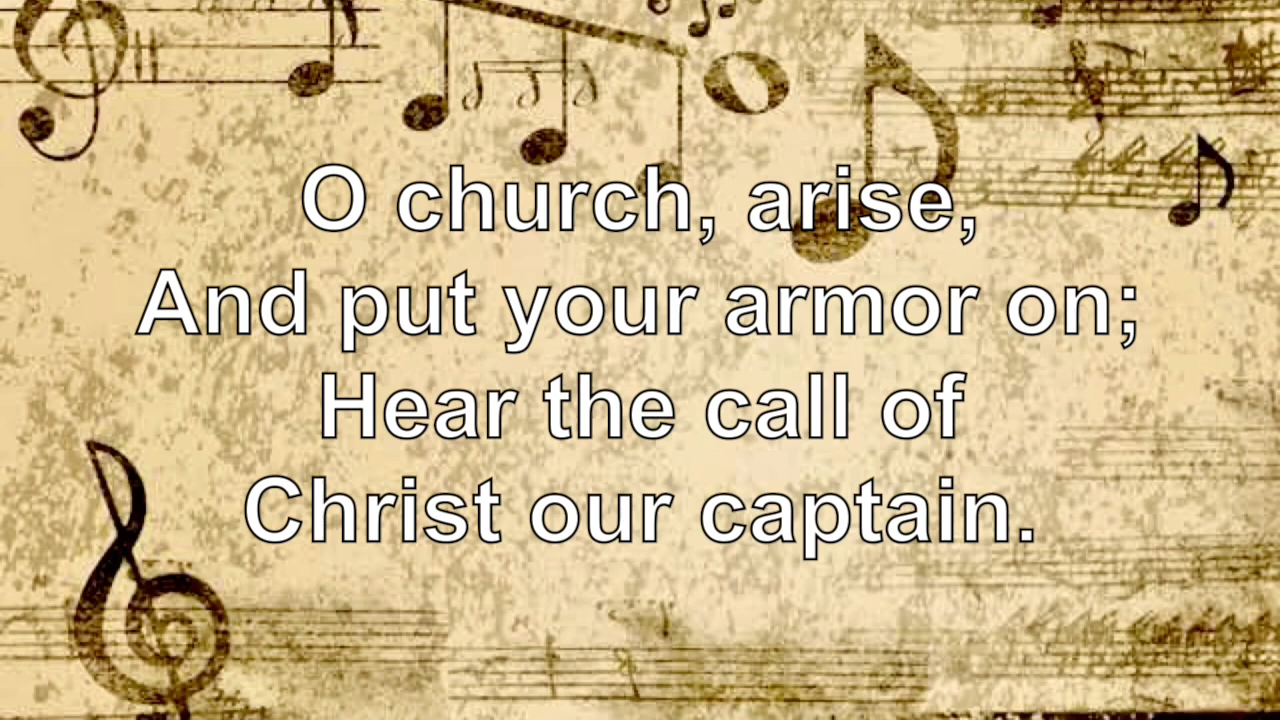 O church, arise,
And put your armor on;
Hear the call of
Christ our captain.